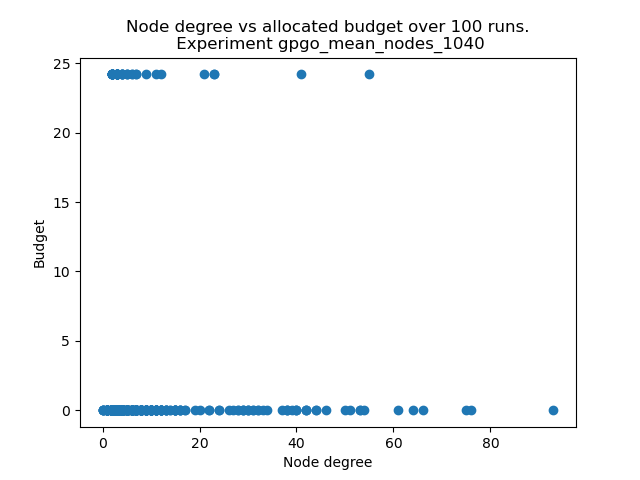 Node degree vs allocated budget over 100 runs.
Experiment gpgo_mean_nodes_1040
25
20
15
10
5
0
Budget
0 20 40 60 80
Node degree